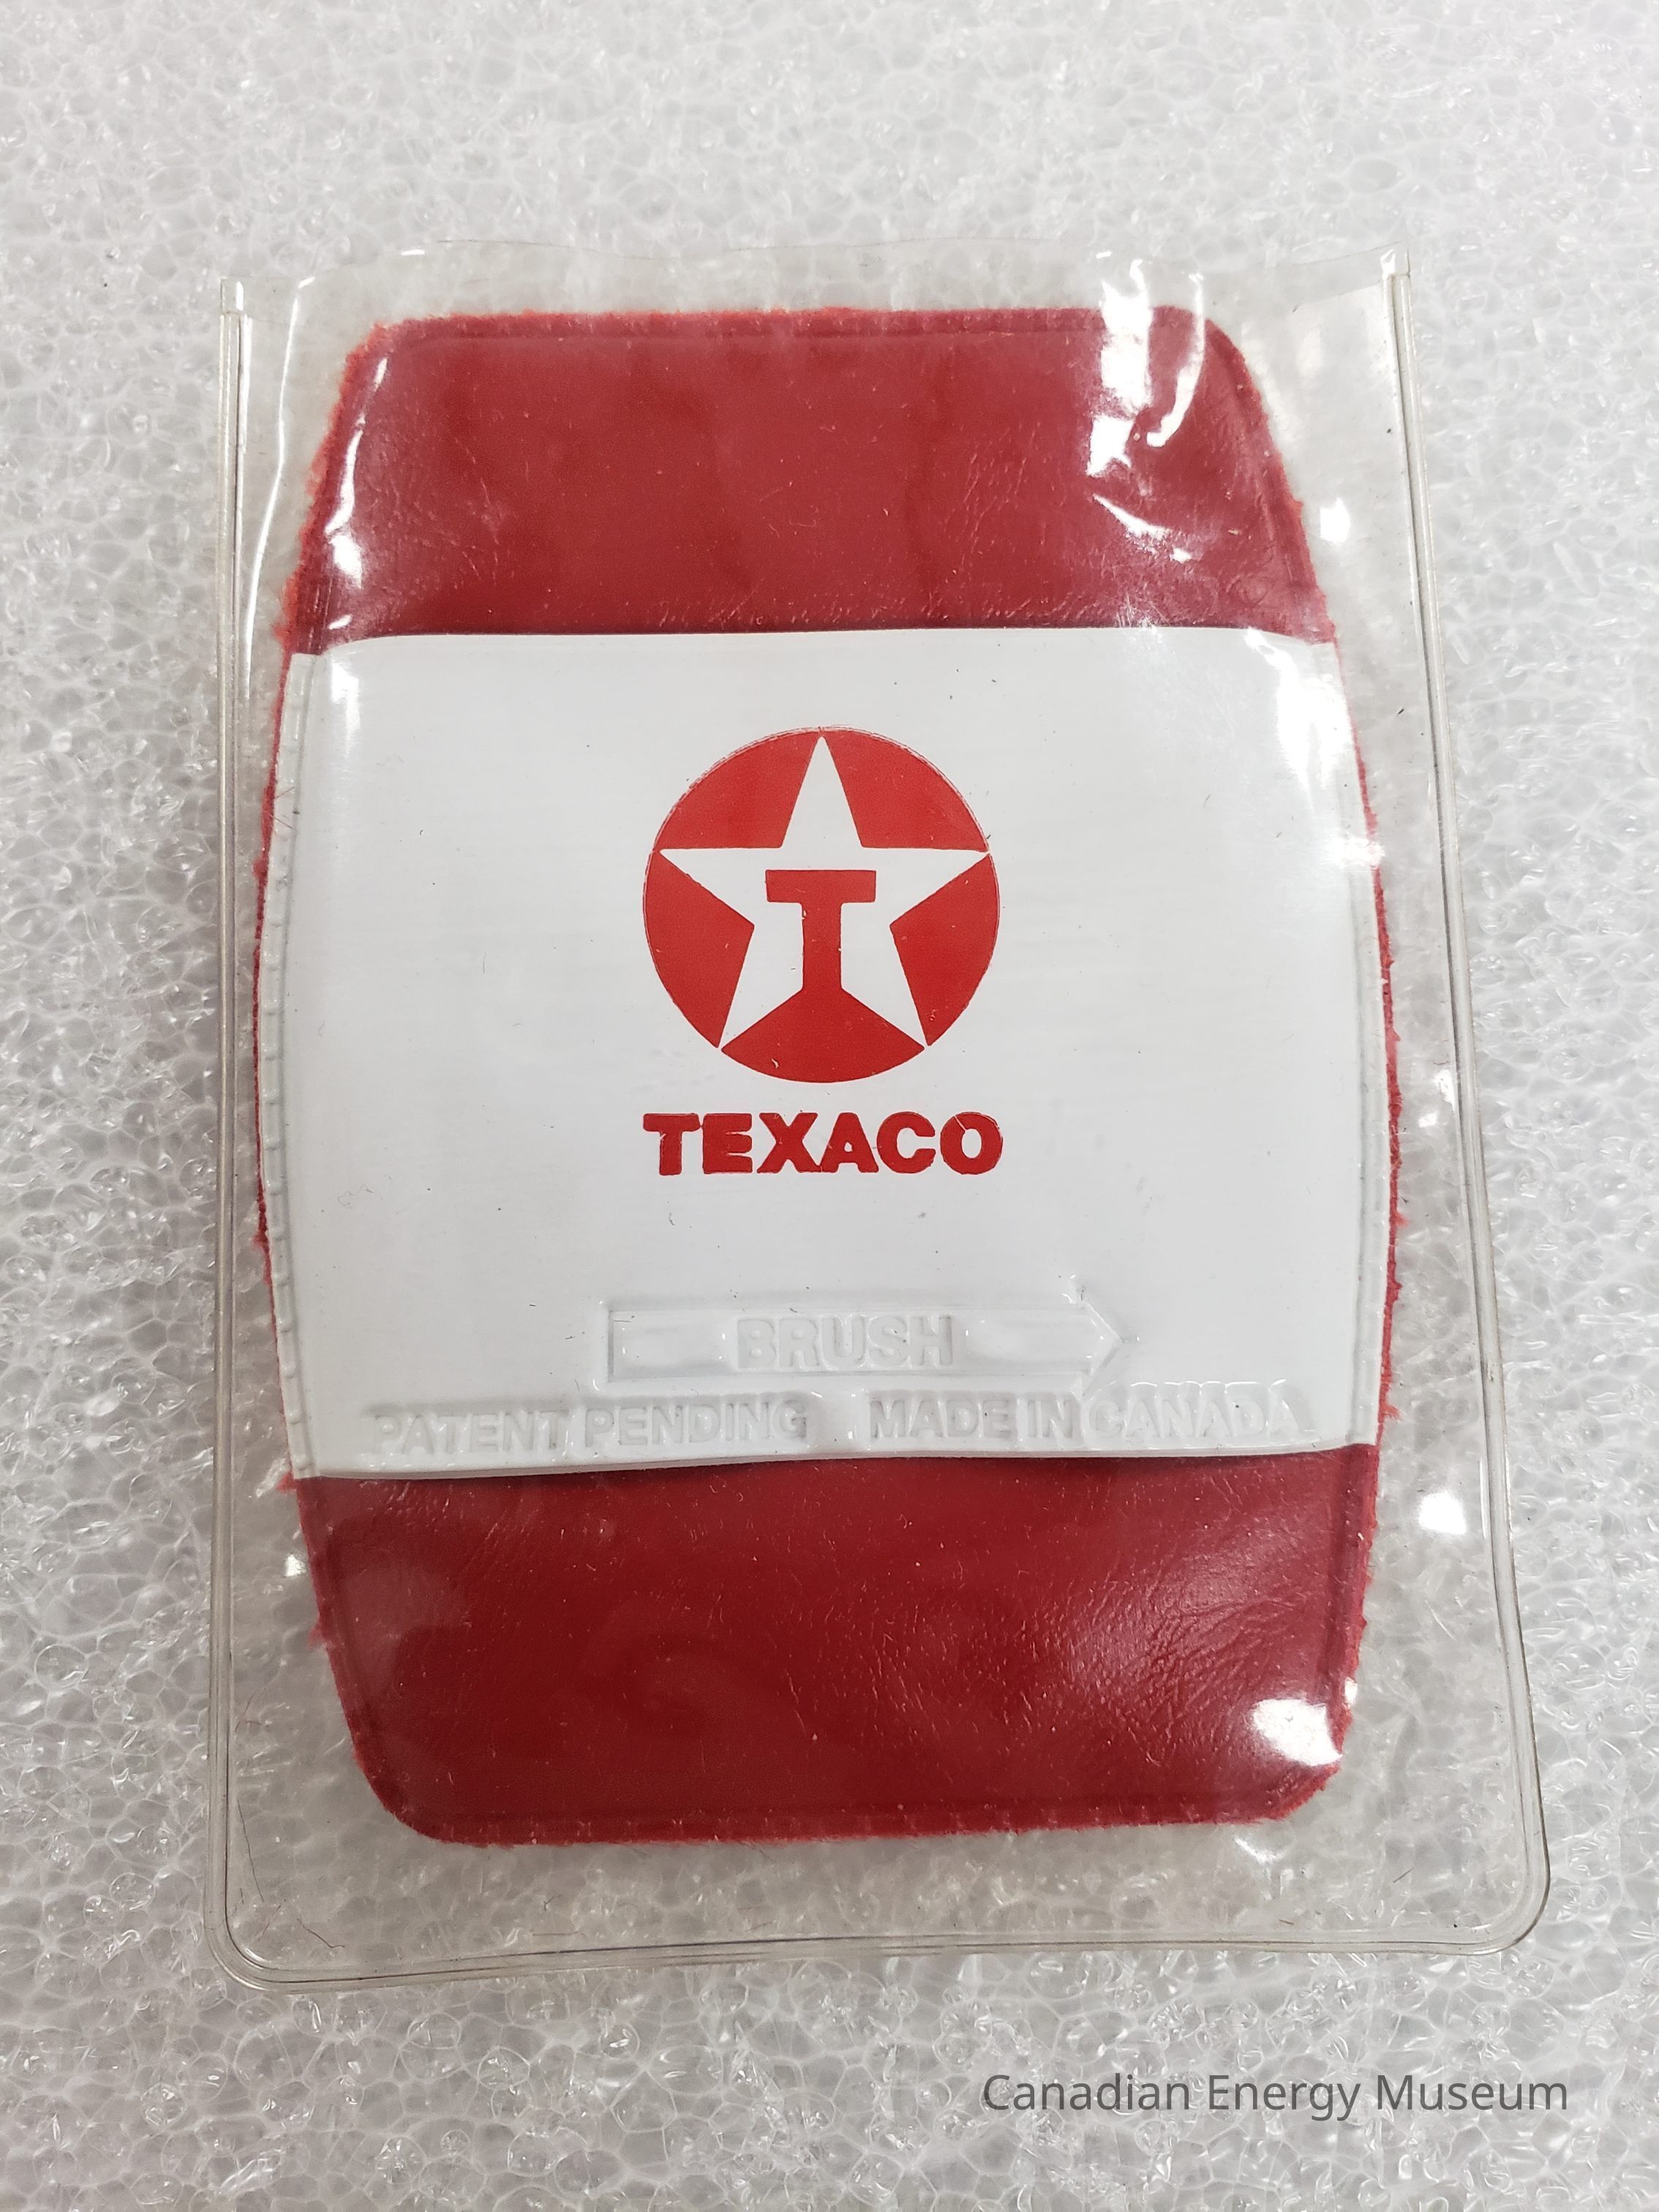 T
TEXACO
BRUSH
PATENT PENDING MADE IN CANADA
Canadian Energy Museum